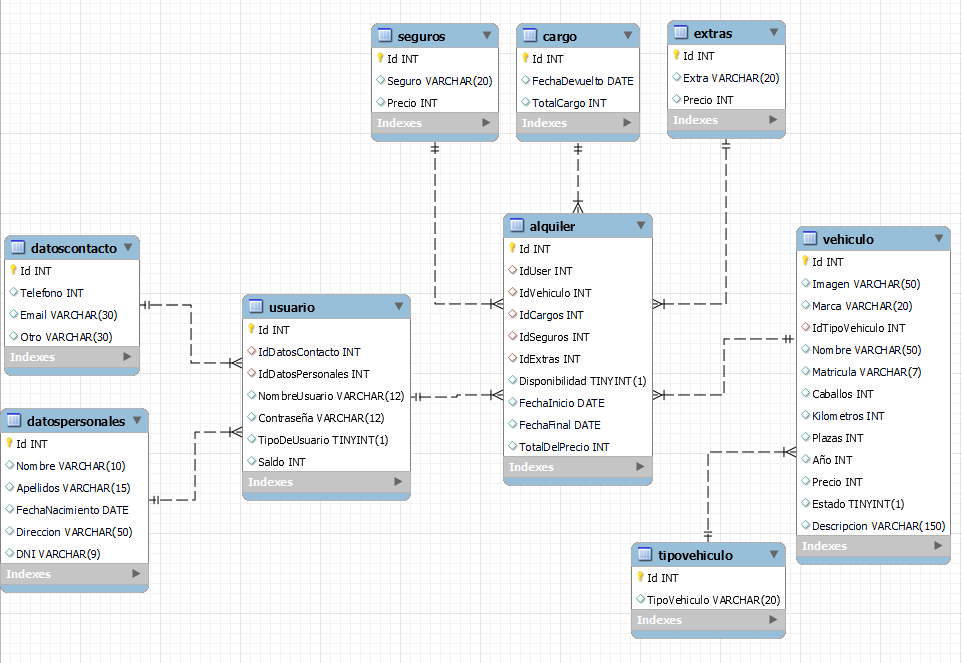 seguros
Id INT
Seguro VARCHAR(20)
Precio INT
Indexes
cargo
Id INT
FechaDevuelto DATE
TotalCargo INT
Indexes
extras
Id INT
Extra VARCHAR(20)
Precio INT
Indexes
datoscontacto
Id INT
Telefono INT
Email VARCHAR(30)
Otro VARCHAR(30)
Indexes
datospersonales
Id INT
Nombre VARCHAR(10)
Apellidos VARCHAR(15)
FechaNacimiento DATE
Direccion VARCHAR(50)
DNI VARCHAR(9)
Indexes
usuario
Id INT
IdDatosContacto INT
IdDatosPersonales INT
NombreUsuario VARCHAR(12)
Contraseña VARCHAR(12)
TipoDeUsuario TINYINT(1)
Saldo INT
Indexes
alquiler
Id INT
IdUser INT
IdVehiculo INT
IdCargos INT
IdSeguros INT
IdExtras INT
Disponibilidad TINYINT(1)
FechaInicio DATE
FechaFinal DATE
TotalDelPrecio INT
Indexes
vehiculo
Id INT
Imagen VARCHAR(50)
Marca VARCHAR(20)
IdTipoVehiculo INT
Nombre VARCHAR(50)
Matricula VARCHAR(7)
Caballos INT
Kilometros INT
Plazas INT
Año INT
Precio INT
Estado TINYINT(1)
Descripcion VARCHAR(150)
Indexes
tipovehiculo
Id INT
TipoVehiculo VARCHAR(20)
Indexes